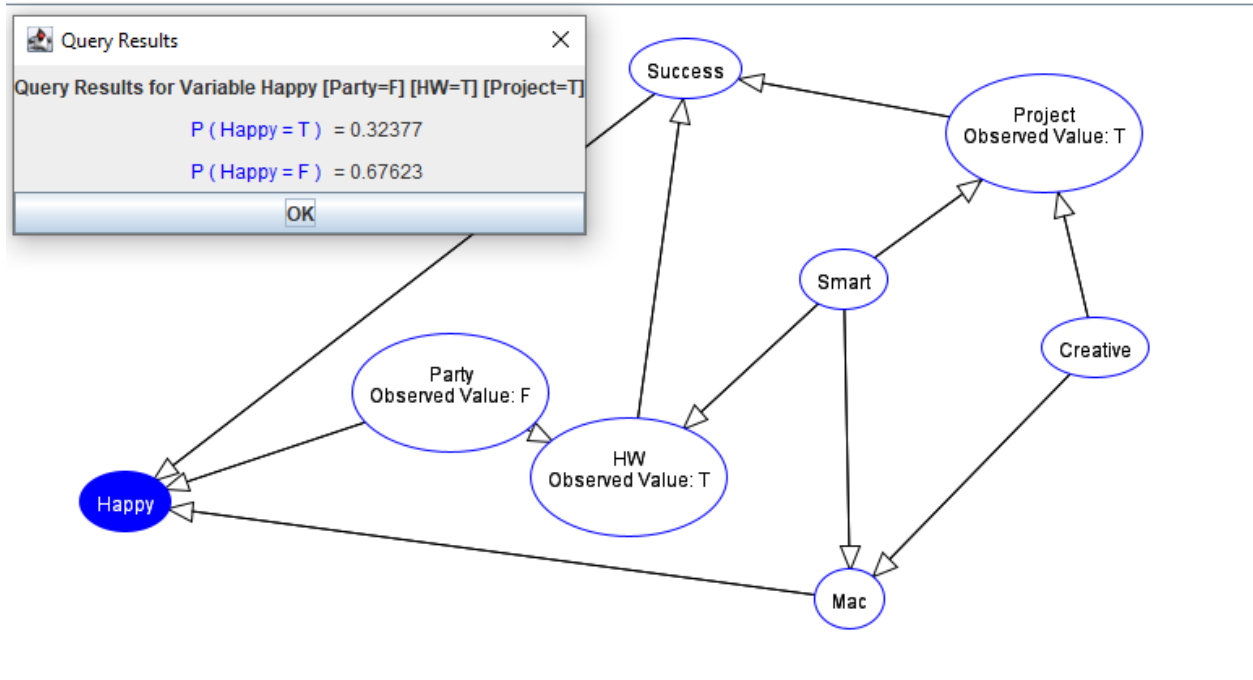 Query Results
Query Results for Variable Happy [Party=F] [HW=T] [Project=T]
P ( Happy = T ) = 0.32377
P ( Happy = F ) = 0.67623
OK
Success
Project
Observed Value: T
Smart
Creative
Party
Observed Value: F
HW
Observed Value: T
Happy
Mac